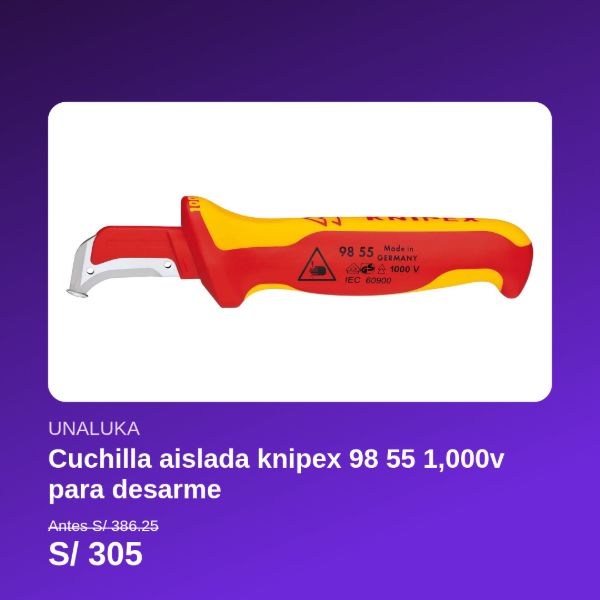 KNIPEX
98 55 Made in
GERMANY
1000 V
IEC 60900
UNALUKA
Cuchilla aislada knipex 98 55 1,000v
para desarme
Antes S/ 386.25
S/ 305